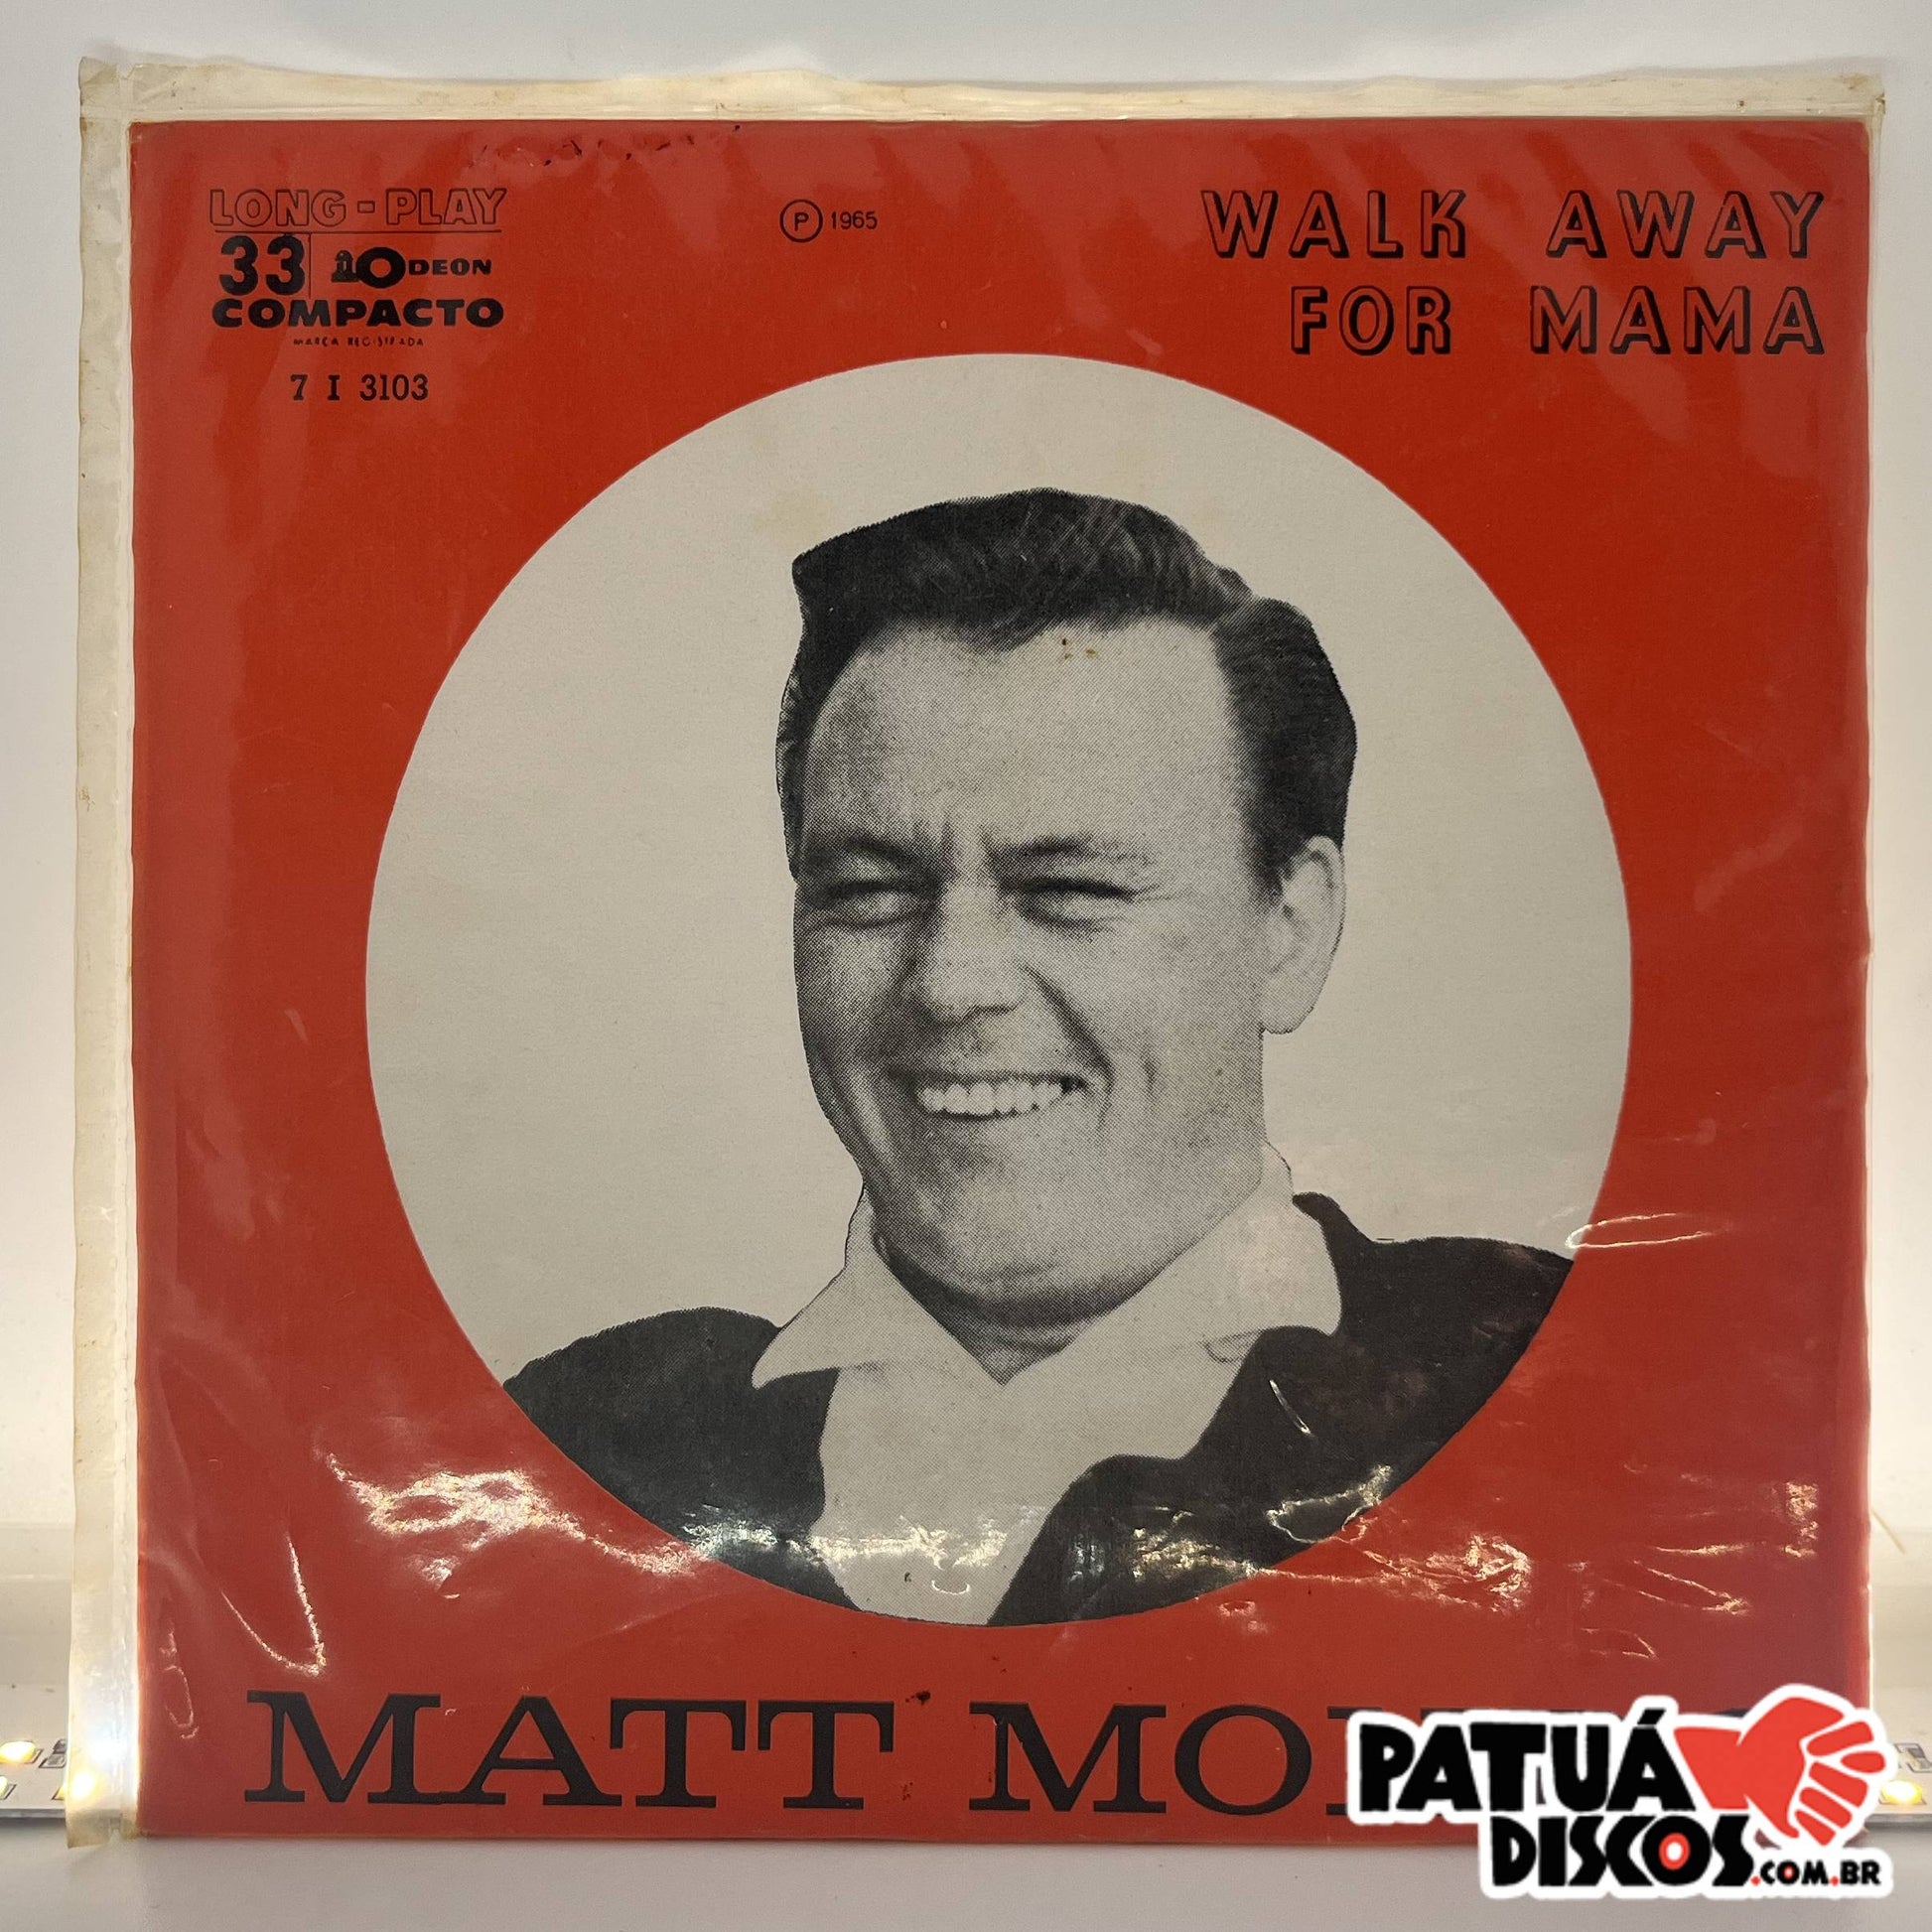 LONG-PLAY
33 ODEON
COMPACTO
MARCA REGISTRADA
7 I 3103
Ⓟ 1965
WALK AWAY
FOR MAMA
MATT
PATUÁ
DISCOS.COM.BR